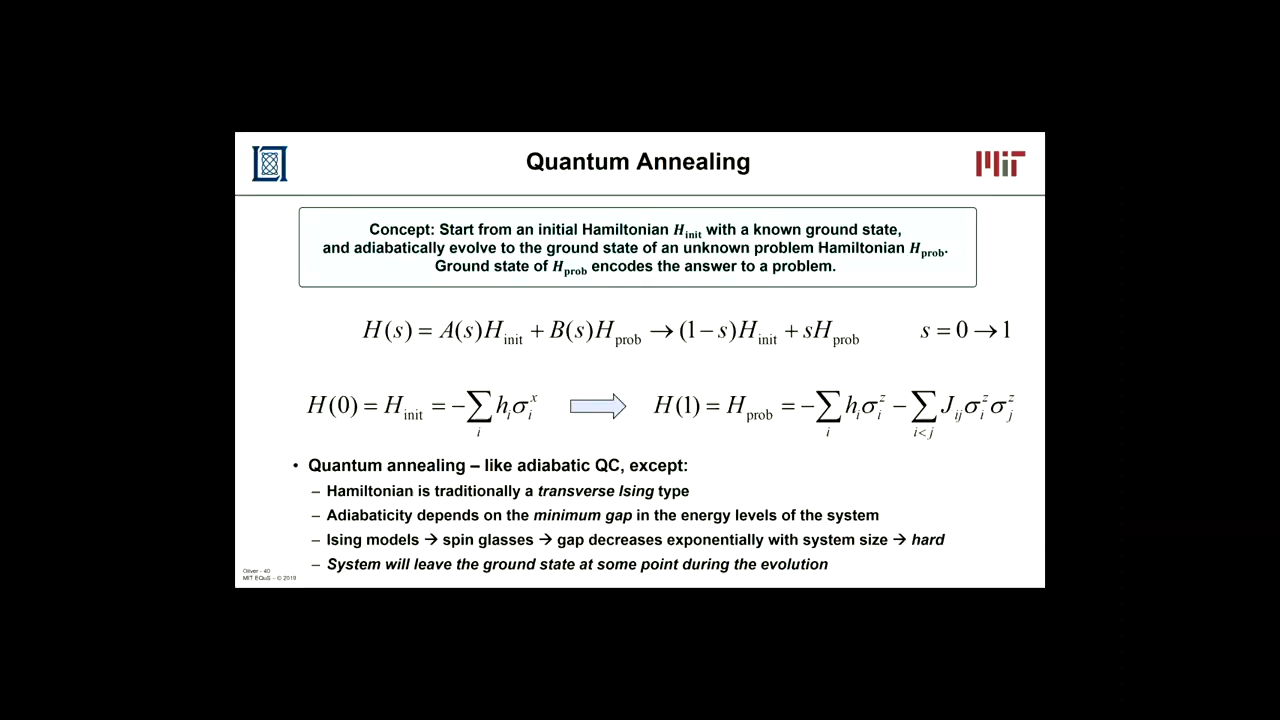 Quantum Annealing
MIT
Concept: Start from an initial Hamiltonian H_init with a known ground state,
and adiabatically evolve to the ground state of an unknown problem Hamiltonian H_prob.
Ground state of H_prob encodes the answer to a problem.
H(s) = A(s)H_init + B(s)H_prob → (1−s)H_init + sH_prob   s = 0 → 1
H(0) = H_init = −∑_i h_i σ_i^x   H(1) = H_prob = −∑_i h_i σ_i^z − ∑_{i<j} J_ij σ_i^z σ_j^z
• Quantum annealing – like adiabatic QC, except:
– Hamiltonian is traditionally a transverse Ising type
– Adiabaticity depends on the minimum gap in the energy levels of the system
– Ising models → spin glasses → gap decreases exponentially with system size → hard
– System will leave the ground state at some point during the evolution
Oliver - 40
MIT EQuS - © 2019